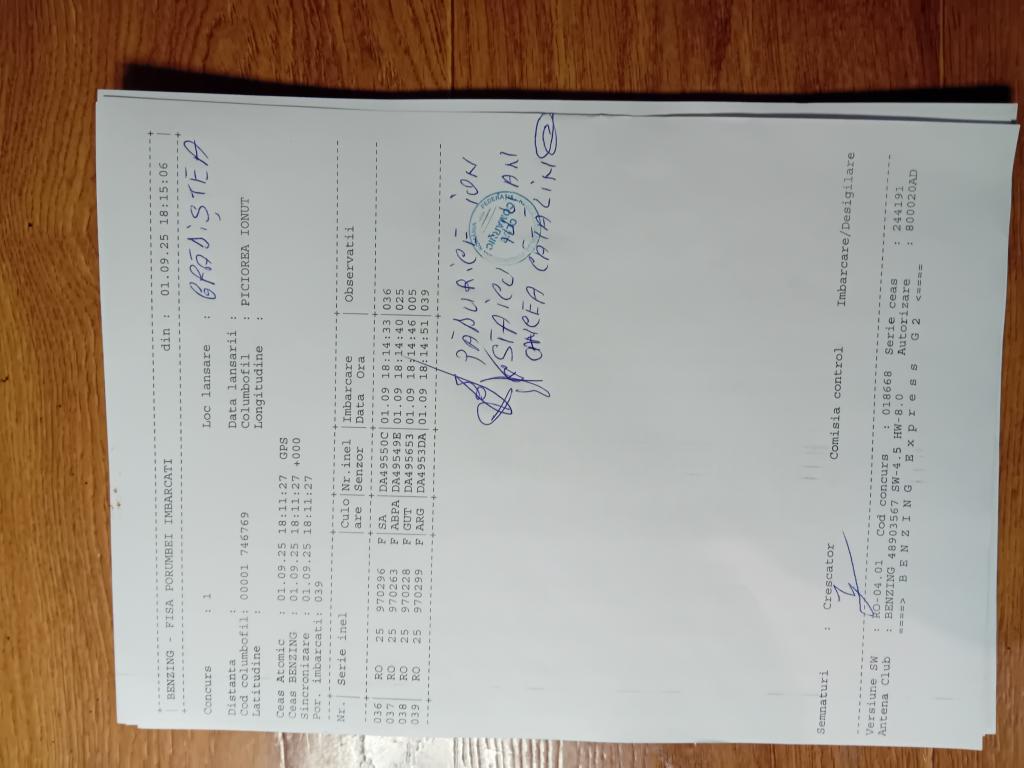 BENZING - FISA PORUMBEI IMBARCATI din : 01.09.25 18:15:06
Concurs : 1 Loc lansare : GRĂDIȘTEA
Distanta : Data lansarii :
Cod columbofil: 00001 746769 Columbofil : PICIOREA IONUT
Latitudine : Longitudine :
Ceas Atomic : 01.09.25 18:11:27 GPS
Ceas BENZING : 01.09.25 18:11:27 +000
Sincronizare : 01.09.25 18:11:27
Por. imbarcati: 039
Nr. | Serie inel |Culo|Nr.inel |Imbarcare |Observatii
are |Senzor |Data Ora
036| RO 25 970296 F|SA |DA49550C|01.09 18:14:33|036
037| RO 25 970263 F|ABPA|DA49549E|01.09 18:14:40|025
038| RO 25 970228 F|GUT |DA495653|01.09 18:14:46|005
039| RO 25 970299 F|ARG |DA4953DA|01.09 18:14:51|039
PĂDURICE ION
STAICU
CANCEA CATALIN
Semnaturi : Crescator Comisia control Imbarcare/Desigilare
Versiune SW : RO-04.01 Cod concurs : 018668 Serie ceas : 244191
Antena Club : BENZING 48903567 SW-4.5 HW-8.0 Autorizare : 800020AD
====> B E N Z I N G E x p r e s s G 2 <====